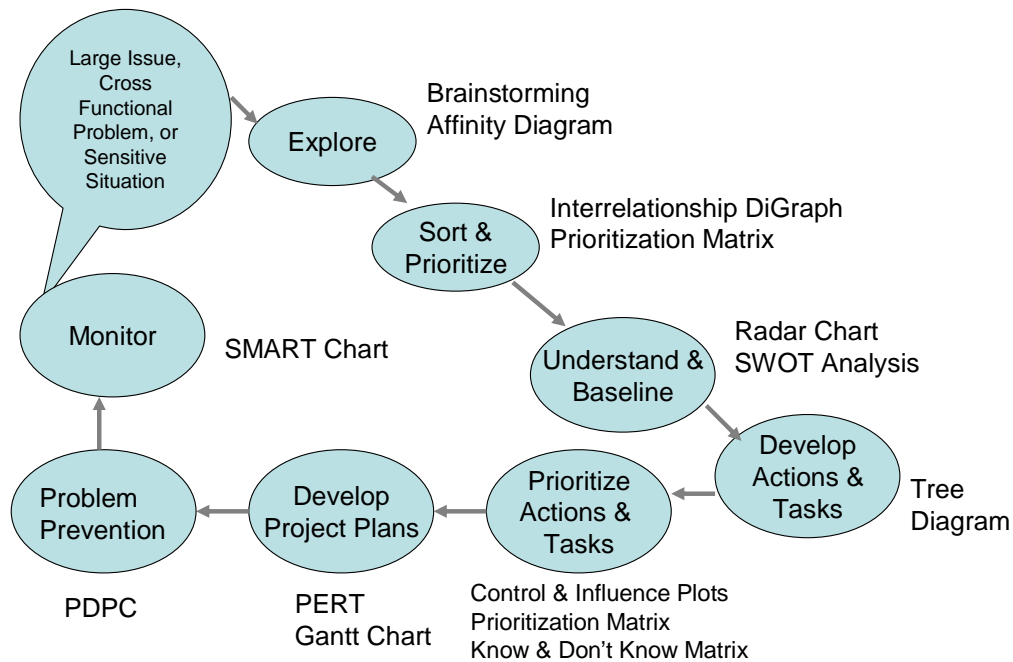 Large Issue,
Cross
Functional
Problem, or
Sensitive
Situation
Explore
Brainstorming
Affinity Diagram
Sort &
Prioritize
Interrelationship DiGraph
Prioritization Matrix
Understand &
Baseline
Radar Chart
SWOT Analysis
Develop
Actions &
Tasks
Tree
Diagram
Prioritize
Actions &
Tasks
Control & Influence Plots
Prioritization Matrix
Know & Don't Know Matrix
Develop
Project Plans
PERT
Gantt Chart
Problem
Prevention
PDPC
Monitor
SMART Chart